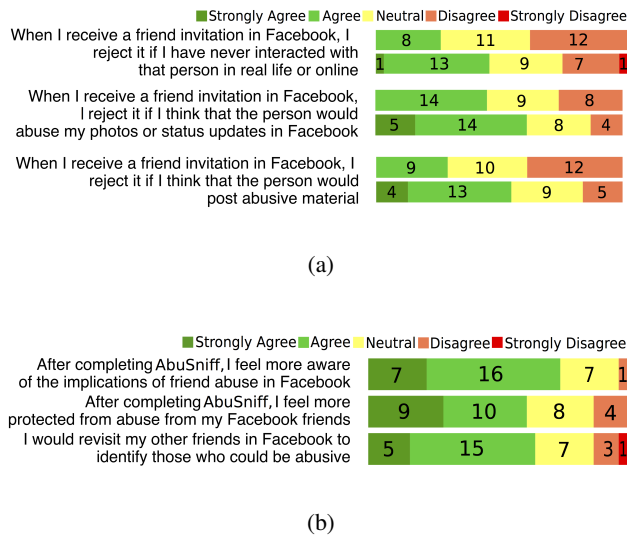 Strongly Agree Agree Neutral Disagree Strongly Disagree
When I receive a friend invitation in Facebook, I
reject it if I have never interacted with
that person in real life or online
8 11 12
1 13 9 7 1
When I receive a friend invitation in Facebook,
I reject it if I think that the person would
abuse my photos or status updates in Facebook
14 9 8
5 14 8 4
When I receive a friend invitation in Facebook, I
reject it if I think that the person would
post abusive material
9 10 12
4 13 9 5
(a)
Strongly Agree Agree Neutral Disagree Strongly Disagree
After completing AbuSniff, I feel more aware
of the implications of friend abuse in Facebook
7 16 7 1
After completing AbuSniff, I feel more
protected from abuse from my Facebook friends
9 10 8 4
I would revisit my other friends in Facebook to
identify those who could be abusive
5 15 7 3 1
(b)